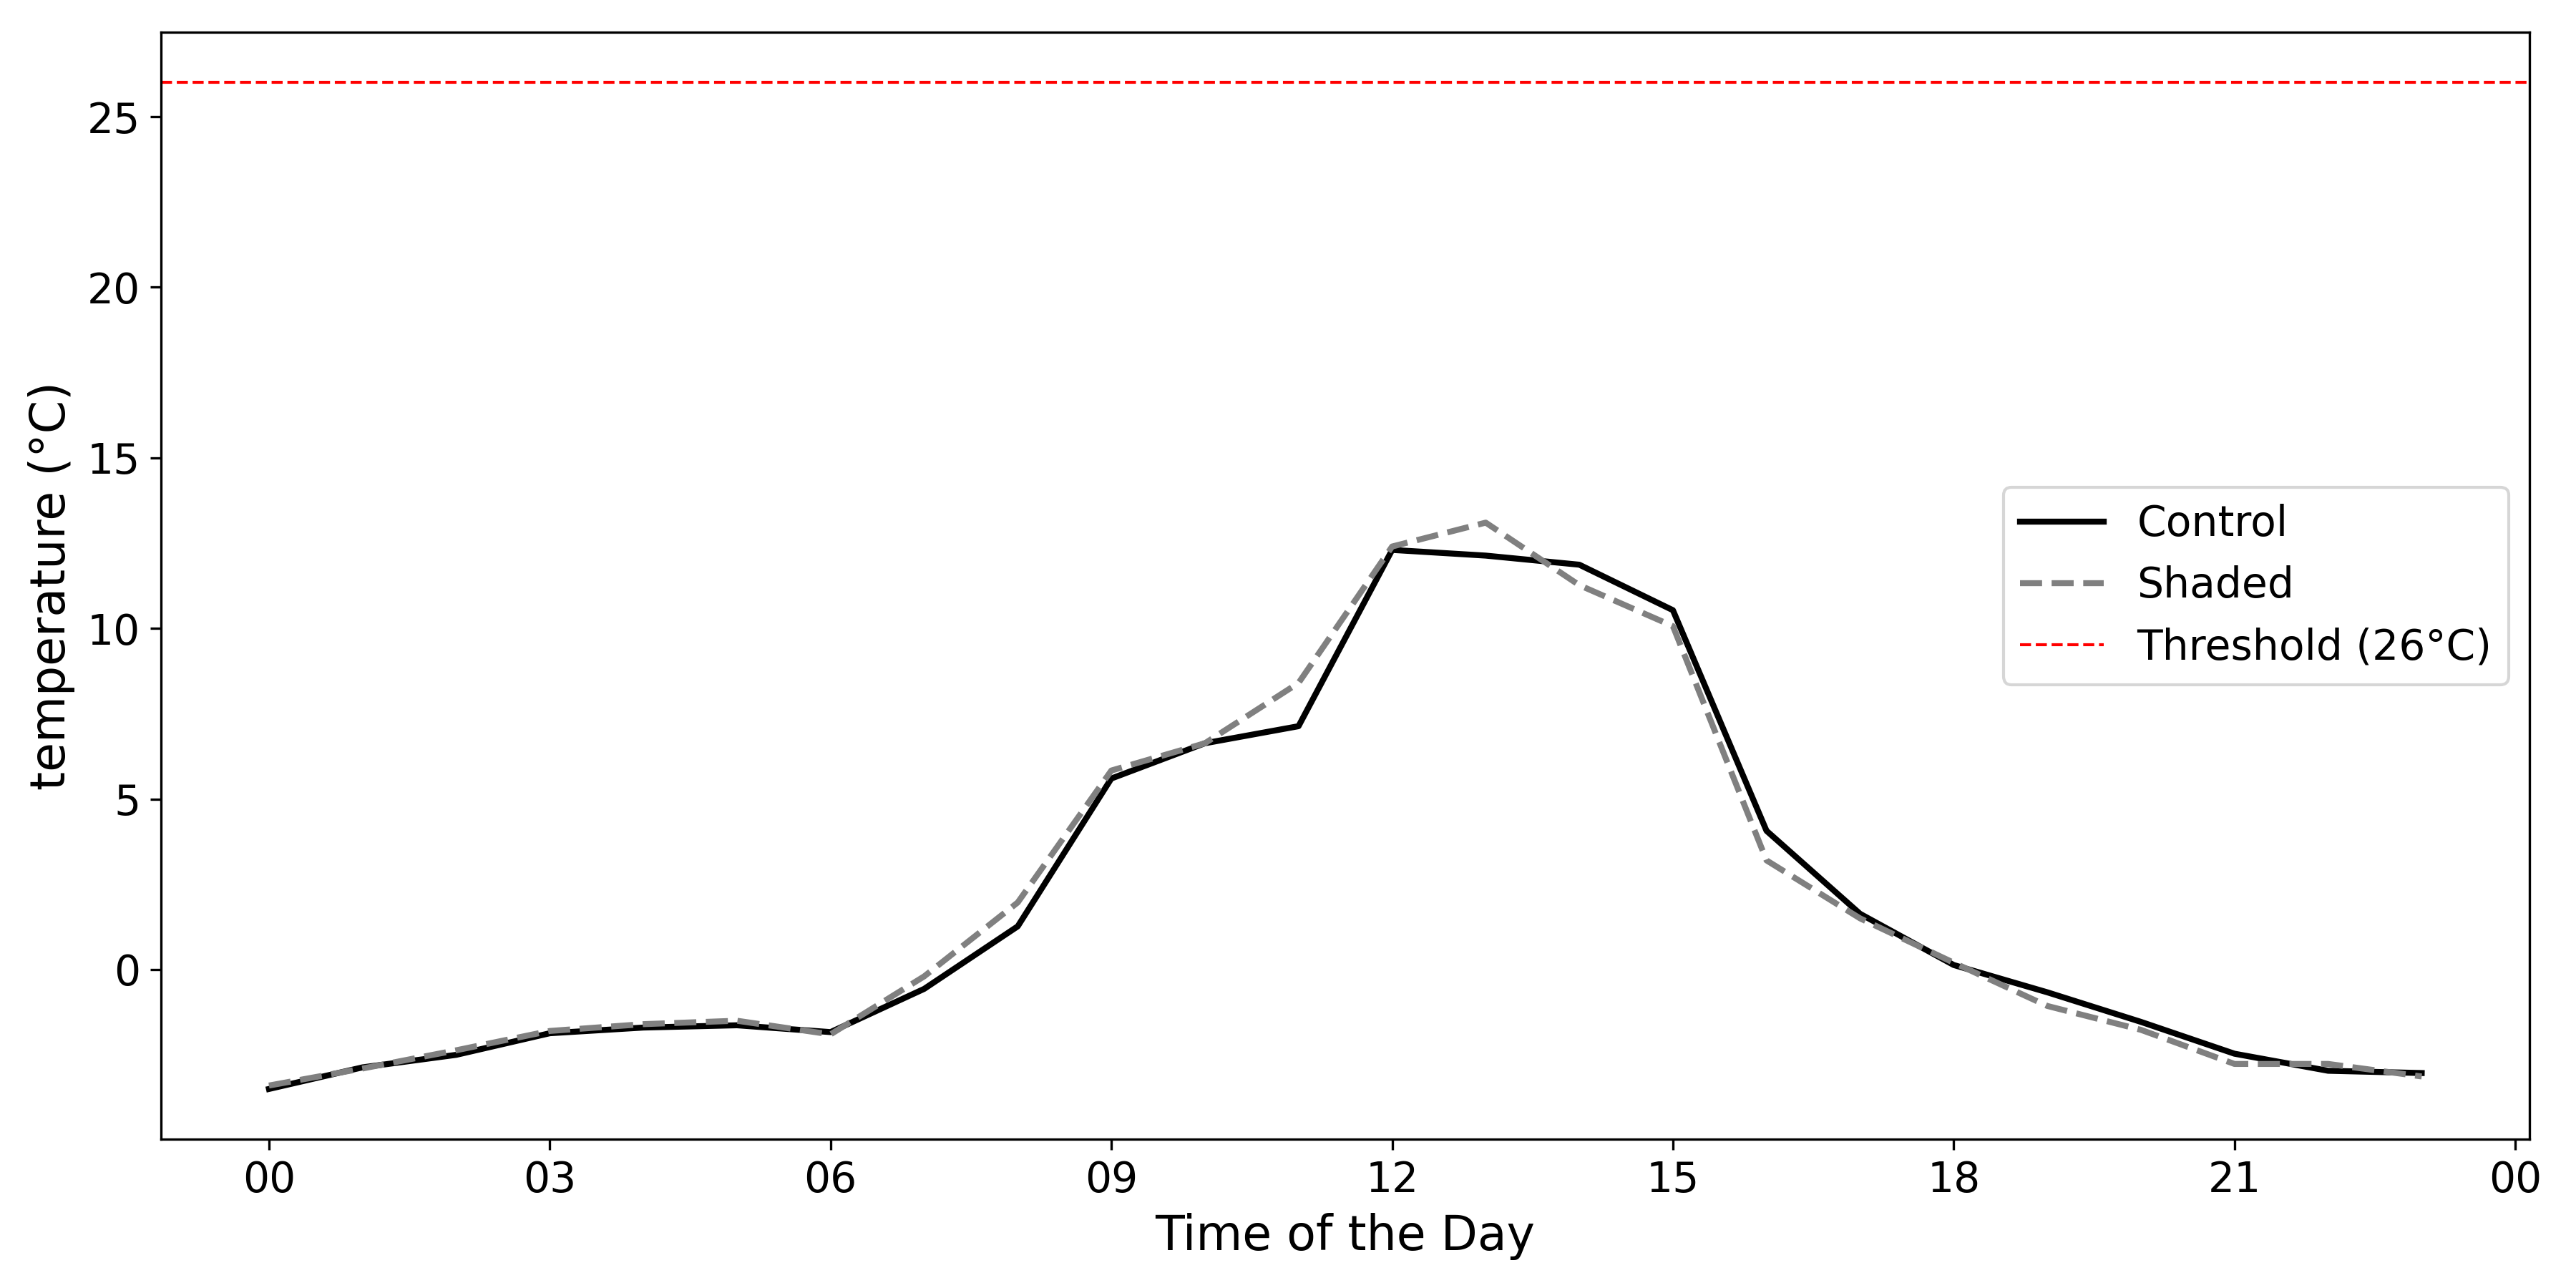 25
20
15
10
5
0
temperature (°C)
Control
Shaded
Threshold (26°C)
00 03 06 09 12 15 18 21 00
Time of the Day